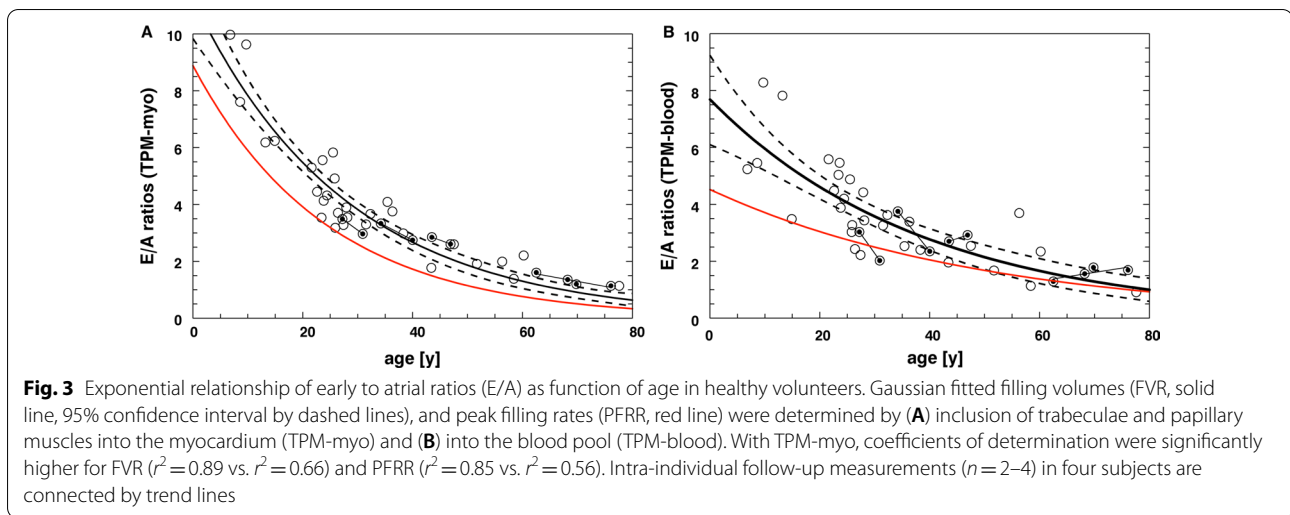 A
B
10
8
6
4
2
0
E/A ratios (TPM-myo)
0 20 40 60 80
age [y]
10
8
6
4
2
0
E/A ratios (TPM-blood)
0 20 40 60 80
age [y]
Fig. 3 Exponential relationship of early to atrial ratios (E/A) as function of age in healthy volunteers. Gaussian fitted filling volumes (FVR, solid
line, 95% confidence interval by dashed lines), and peak filling rates (PFRR, red line) were determined by (A) inclusion of trabeculae and papillary
muscles into the myocardium (TPM-myo) and (B) into the blood pool (TPM-blood). With TPM-myo, coefficients of determination were significantly
higher for FVR (r² = 0.89 vs. r² = 0.66) and PFRR (r² = 0.85 vs. r² = 0.56). Intra-individual follow-up measurements (n = 2–4) in four subjects are
connected by trend lines